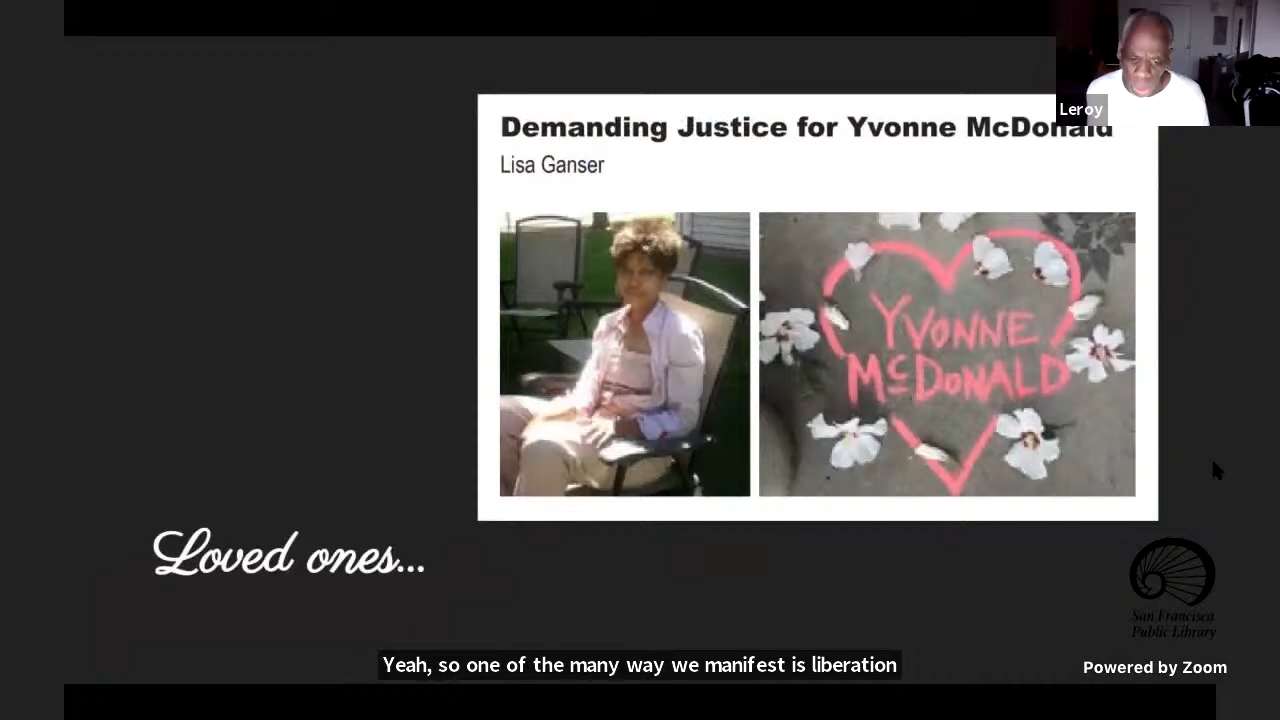 Leroy
Demanding Justice for Yvonne McDonald
Lisa Ganser
YVONNE
McDONALD
Loved ones...
San Francisco
Public Library
Yeah, so one of the many way we manifest is liberation
Powered by Zoom